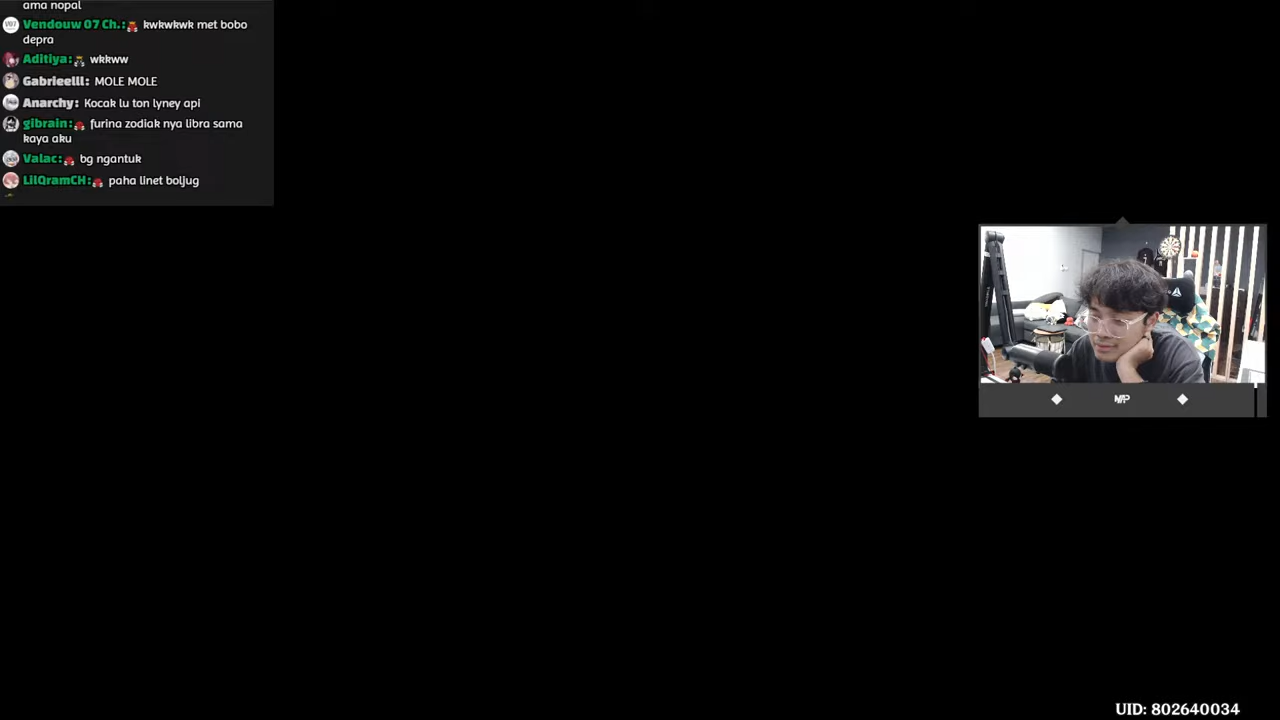 ama nopal
Vendouw 07 Ch.: kwkwkwk met bobo
depra
Aditiya: wkkww
Gabrieelll: MOLE MOLE
Anarchy: Kocak lu ton lyney api
gibrain: furina zodiak nya libra sama
kaya aku
Valac: bg ngantuk
LilQramCH: paha linet boljug
UID: 802640034